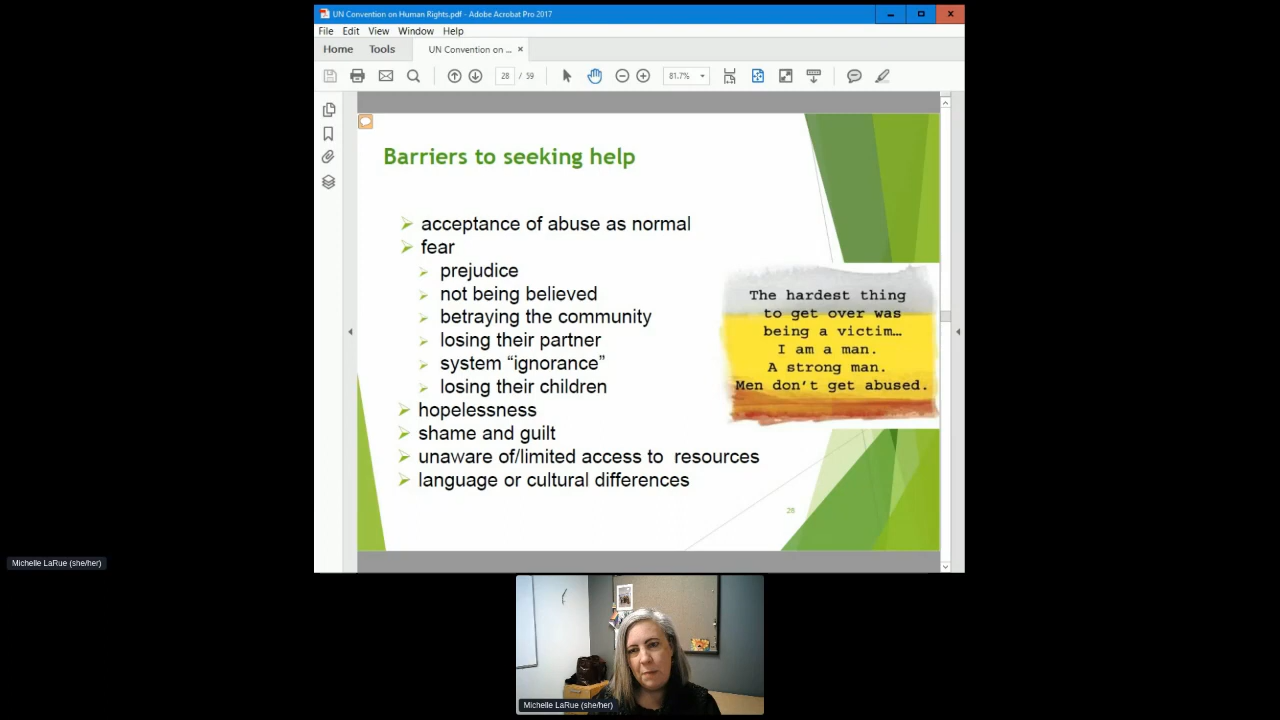 UN Convention on Human Rights.pdf - Adobe Acrobat Pro 2017
File Edit View Window Help
Home Tools UN Convention on ... ×
28 / 59 81.7%
Barriers to seeking help
acceptance of abuse as normal
fear
prejudice
not being believed
betraying the community
losing their partner
system “ignorance”
losing their children
hopelessness
shame and guilt
unaware of/limited access to resources
language or cultural differences
The hardest thing
to get over was
being a victim…
I am a man.
A strong man.
Men don’t get abused.
28
Michelle LaRue (she/her)
Michelle LaRue (she/her)